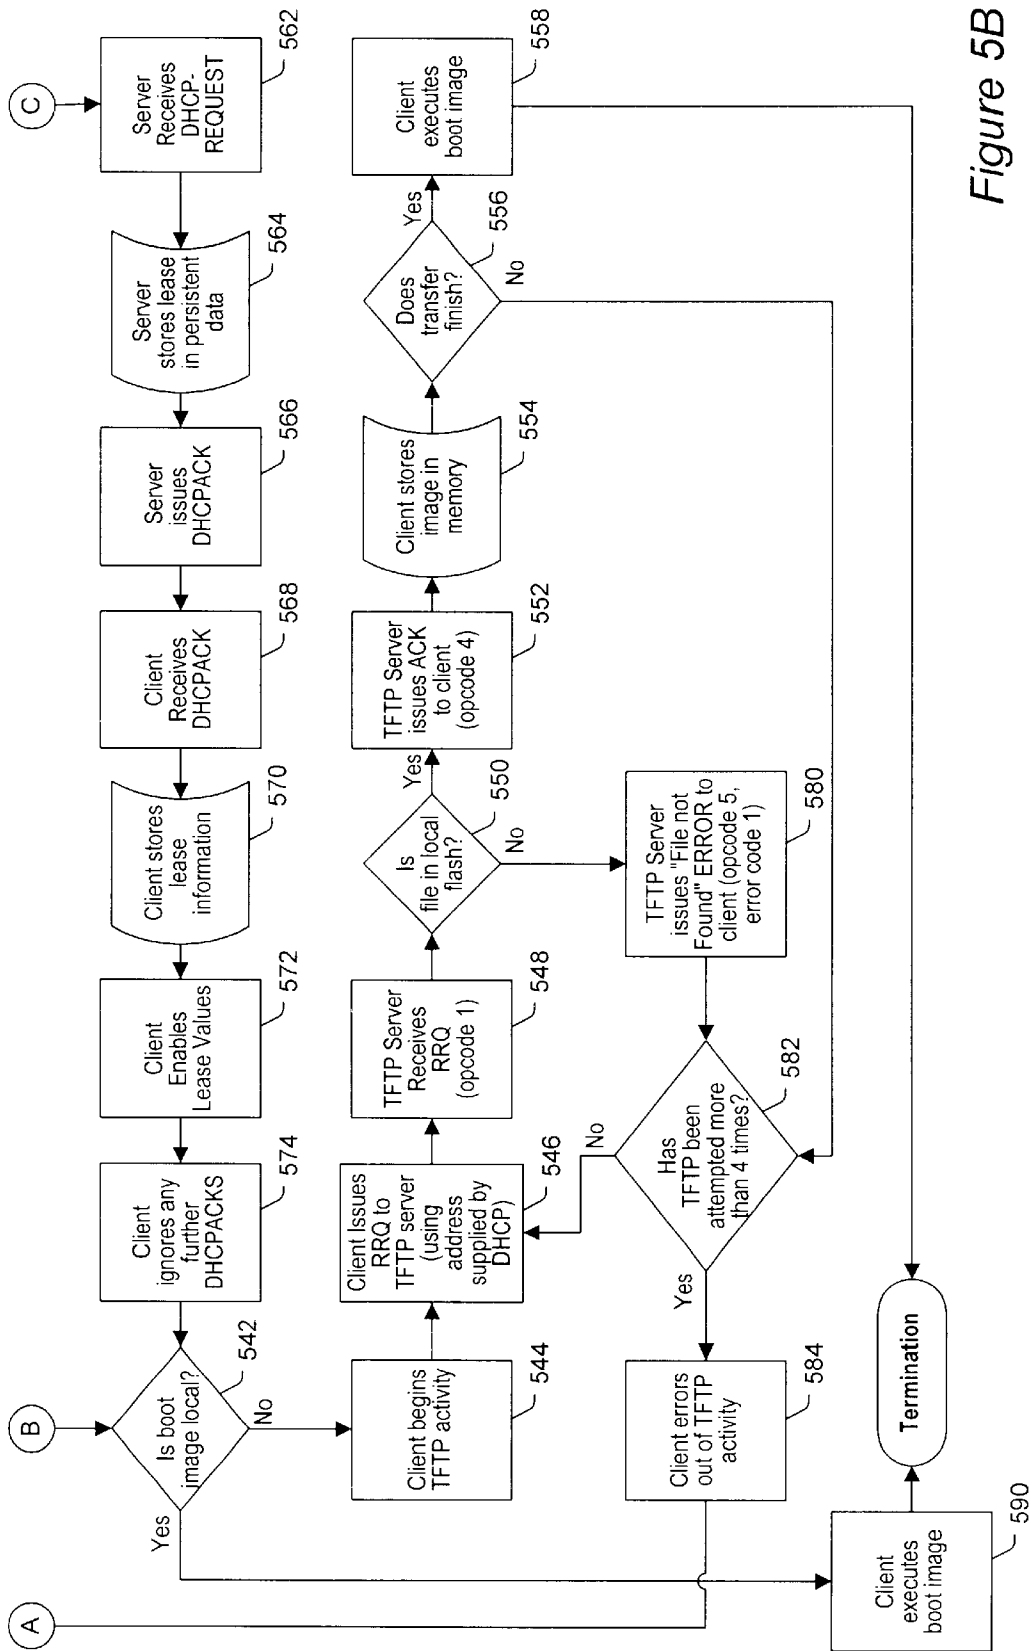 A
B
C
Server
Receives
DHCP-
REQUEST
562
Server
stores lease
in persistent
data
564
Server
issues
DHCPACK
566
Client
Receives
DHCPACK
568
Client stores
lease
information
570
Client
Enables
Lease Values
572
Client
ignores any
further
DHCPACKS
574
Is boot
image local?
542
Yes
No
Client begins
TFTP activity
544
Client Issues
RRQ to
TFTP server
(using
address
supplied by
DHCP)
546
TFTP Server
Receives
RRQ
(opcode 1)
548
Is
file in local
flash?
550
Yes
No
TFTP Server
issues ACK
to client
(opcode 4)
552
Client stores
image in
memory
554
Does
transfer
finish?
556
Yes
No
Client
executes
boot image
558
TFTP Server
issues "File not
Found" ERROR to
client (opcode 5,
error code 1)
580
Has
TFTP been
attempted more
than 4 times?
582
No
Yes
Client errors
out of TFTP
activity
584
Client
executes
boot image
590
Termination
Figure 5B